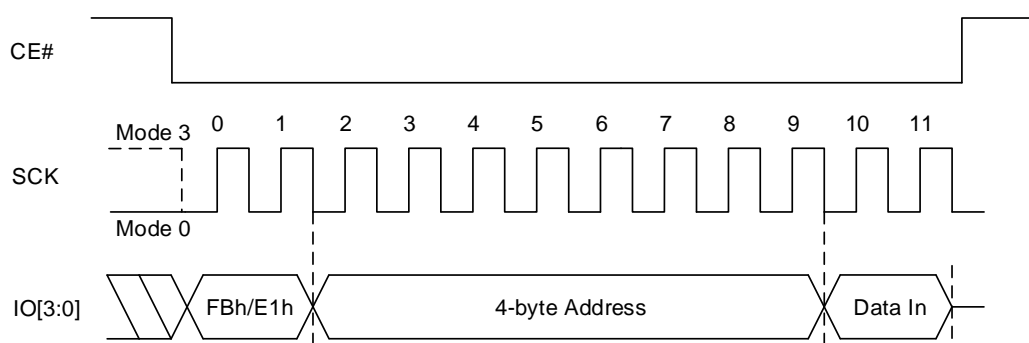 CE#
Mode 3 0 1 2 3 4 5 6 7 8 9 10 11
SCK
Mode 0
IO[3:0] FBh/E1h 4-byte Address Data In